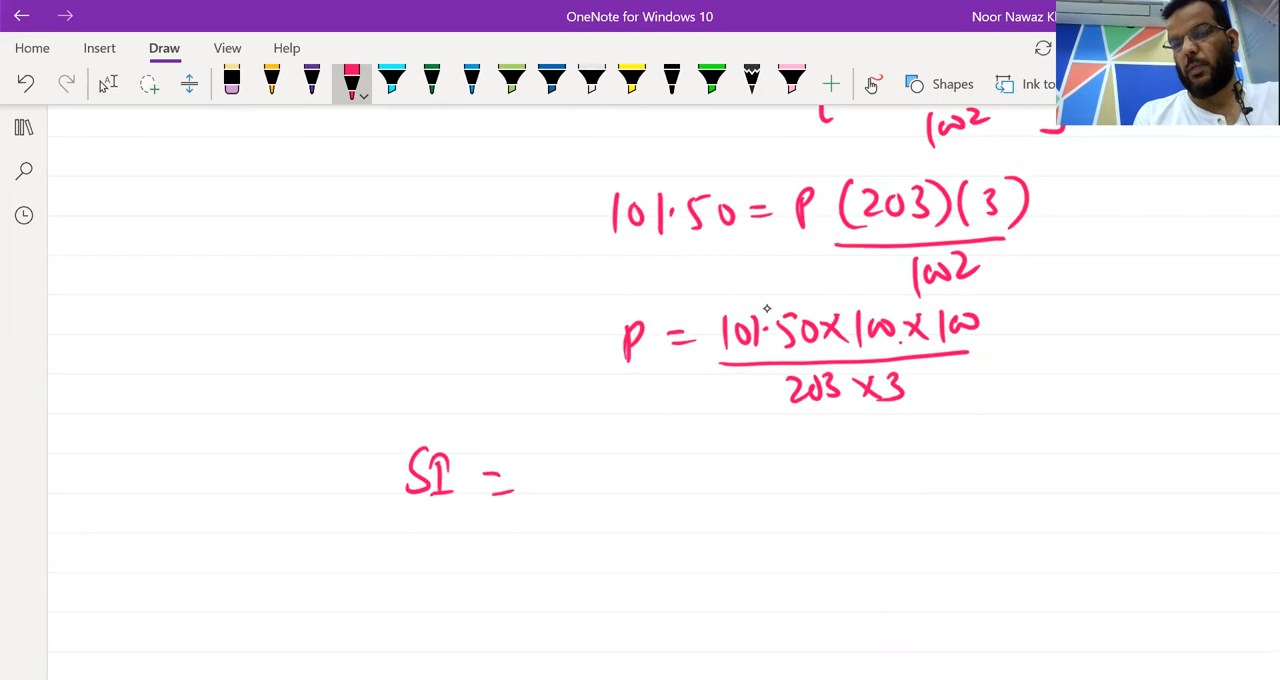 OneNote for Windows 10
Noor Nawaz Kh
Home Insert Draw View Help
Shapes Ink to
100²
101.50 = P (203)(3)
100²
P = 101.50 × 100 × 100
203 × 3
SI =